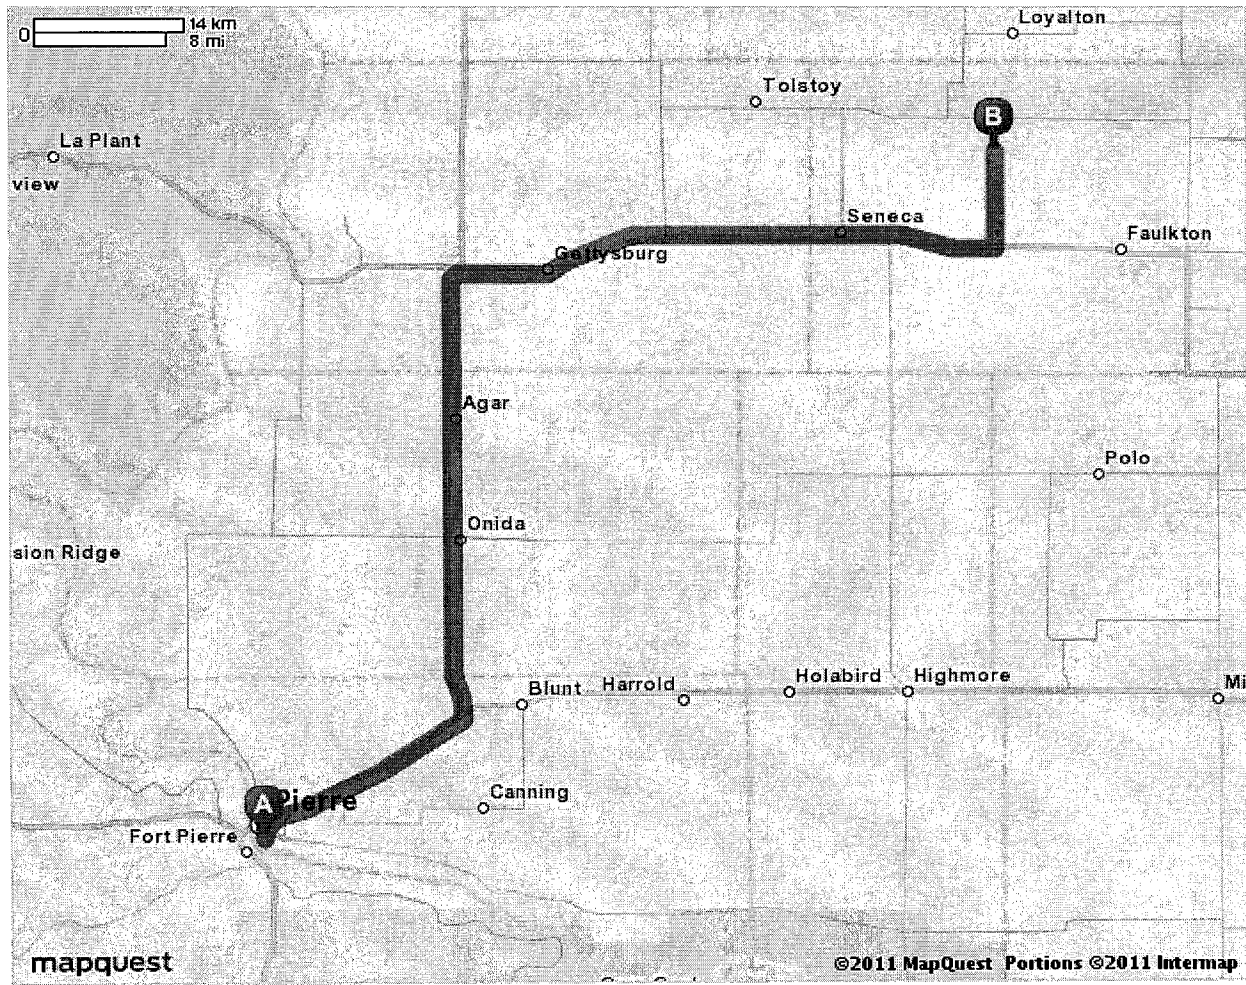 Loyalton
0 14 km
8 mi
Tolstoy
B
La Plant
view
Seneca
Faulkton
Gettysburg
Agar
Polo
Onida
sion Ridge
Blunt Harrold Holabird Highmore Mi
A Pierre
Canning
Fort Pierre
mapquest
©2011 MapQuest Portions ©2011 Intermap